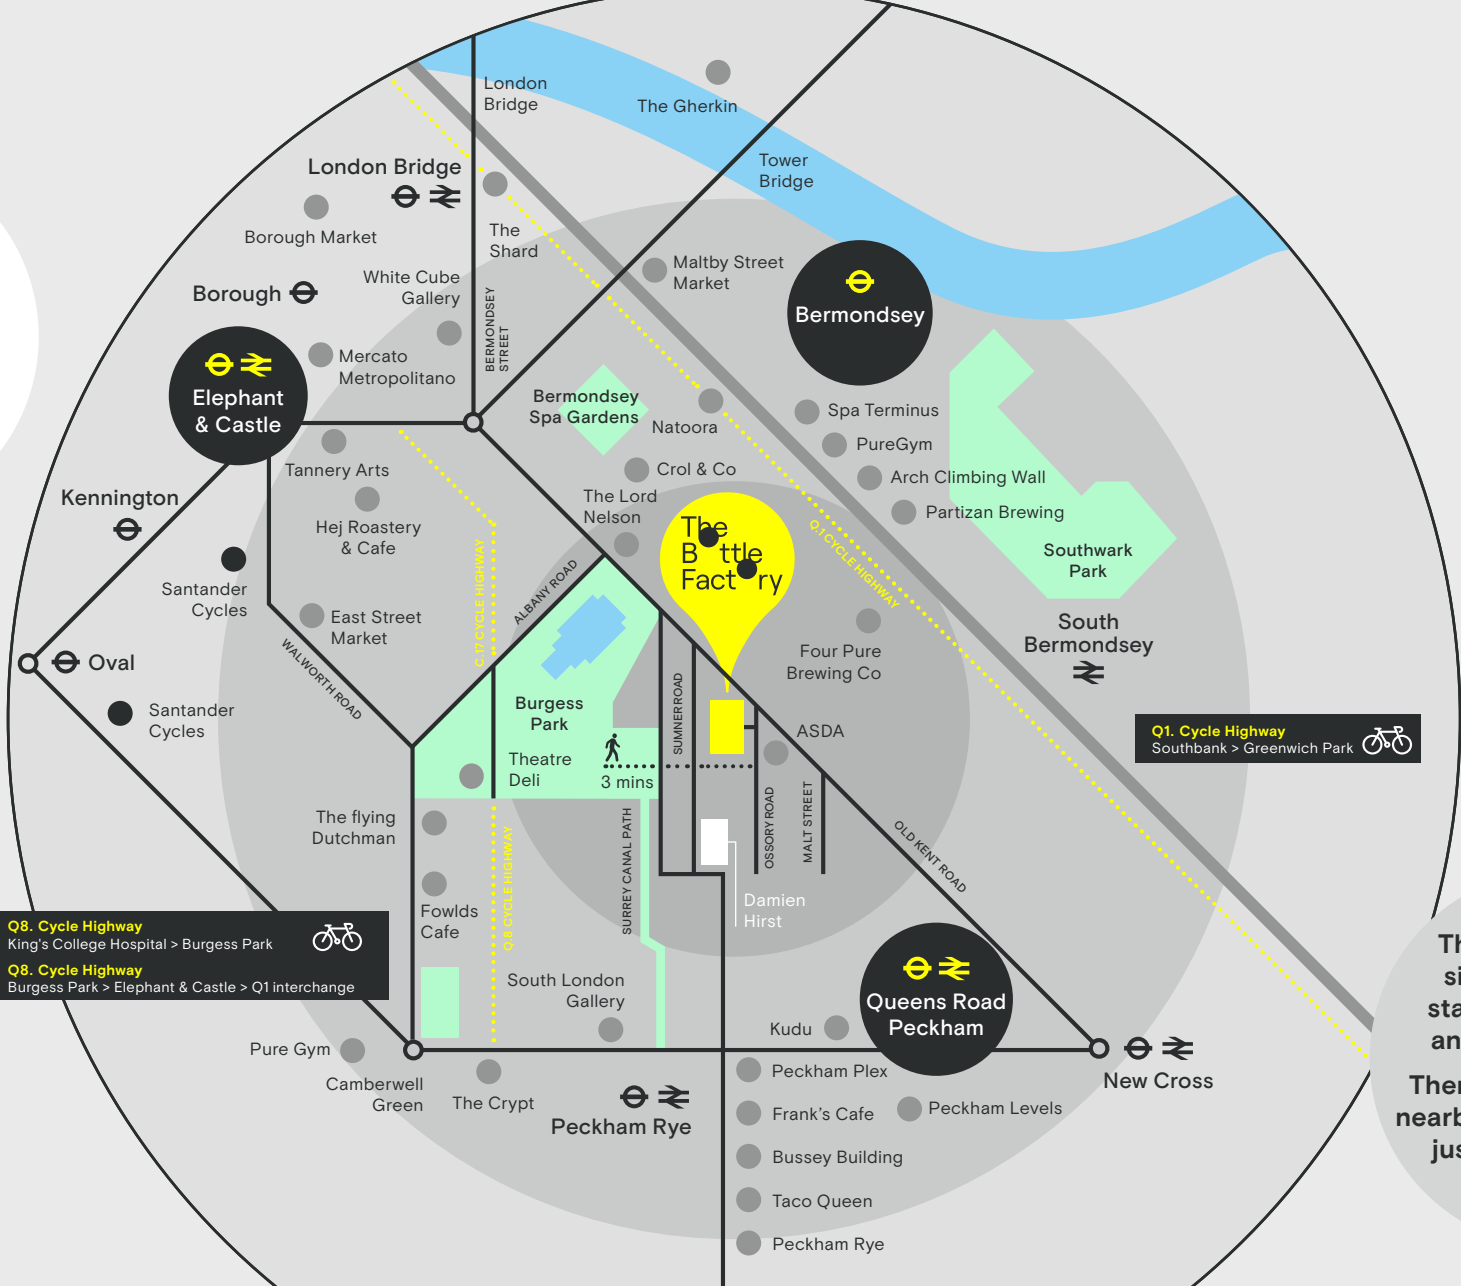 London
Bridge
The Gherkin
Tower
Bridge
London Bridge
Borough Market
The
Shard
White Cube
Gallery
BERMONDSEY
STREET
Maltby Street
Market
Bermondsey
Borough
Mercato
Metropolitano
Elephant
& Castle
Bermondsey
Spa Gardens
Natoora
Spa Terminus
PureGym
Arch Climbing Wall
Partizan Brewing
Southwark
Park
Tannery Arts
Crol & Co
The Lord
Nelson
Kennington
Hej Roastery
& Cafe
The
B ttle
Fact ry
Q.1 CYCLE HIGHWAY
C.17 CYCLE HIGHWAY
ALBANY ROAD
Santander
Cycles
East Street
Market
WALWORTH ROAD
South
Bermondsey
Four Pure
Brewing Co
Oval
Santander
Cycles
Burgess
Park
SUMNER ROAD
ASDA
Theatre
Deli
3 mins
Q1. Cycle Highway
Southbank > Greenwich Park
The flying
Dutchman
SURREY CANAL PATH
OSSORY ROAD
MALT STREET
OLD KENT ROAD
Q.8 CYCLE HIGHWAY
Damien
Hirst
Fowlds
Cafe
Q8. Cycle Highway
King's College Hospital > Burgess Park
Q8. Cycle Highway
Burgess Park > Elephant & Castle > Q1 interchange
South London
Gallery
Queens Road
Peckham
Kudu
Pure Gym
Camberwell
Green
The Crypt
Peckham Rye
New Cross
Peckham Plex
Frank's Cafe
Peckham Levels
Bussey Building
Taco Queen
Peckham Rye